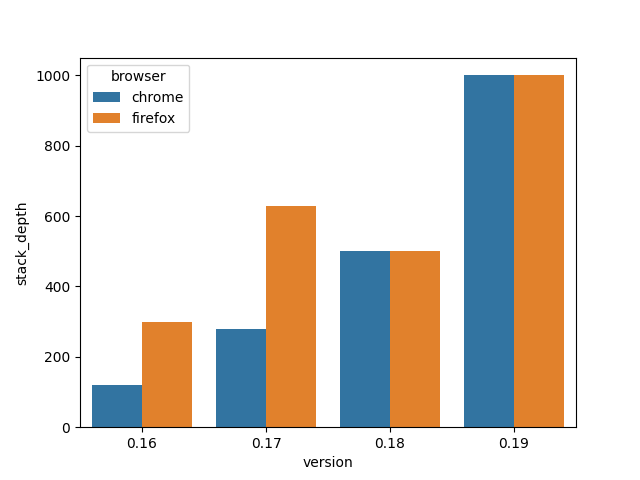 browser
chrome
firefox
1000
800
600
400
200
0
stack_depth
0.16 0.17 0.18 0.19
version